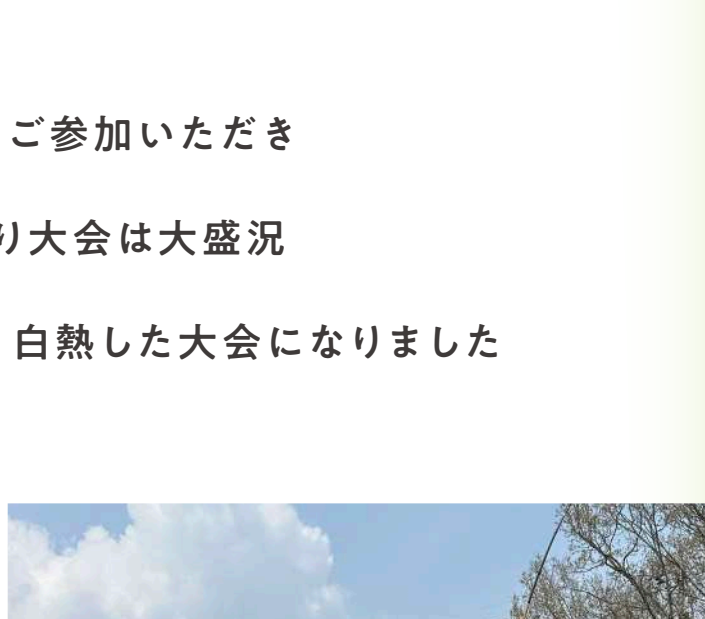 ご参加いただき
り大会は大盛況
白熱した大会になりました